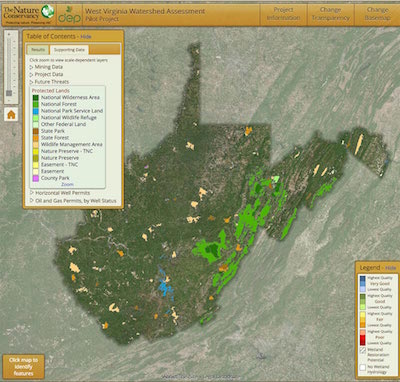 The Nature
Conservancy
Protecting nature. Preserving life.
dep
West Virginia Watershed Assessment
Pilot Project
Project
Information
Change
Transparency
Change
Basemap
Table of Contents - Hide
Results
Supporting Data
Click zoom to view scale-dependent layers
Mining Data
Project Data
Future Threats
Protected Lands
National Wilderness Area
National Forest
National Park Service Land
National Wildlife Refuge
Other Federal Land
State Park
State Forest
Wildlife Management Area
Nature Preserve - TNC
Nature Preserve
Easement - TNC
Easement
County Park
Zoom
Horizontal Well Permits
Oil and Gas Permits, by Well Status
Legend - Hide
Highest Quality
Very Good
Lowest Quality
Highest Quality
Good
Lowest Quality
Highest Quality
Fair
Lowest Quality
Highest Quality
Poor
Lowest Quality
Wetland
Restoration
Potential
No Wetland
Hydrology
Click map to
identify
features